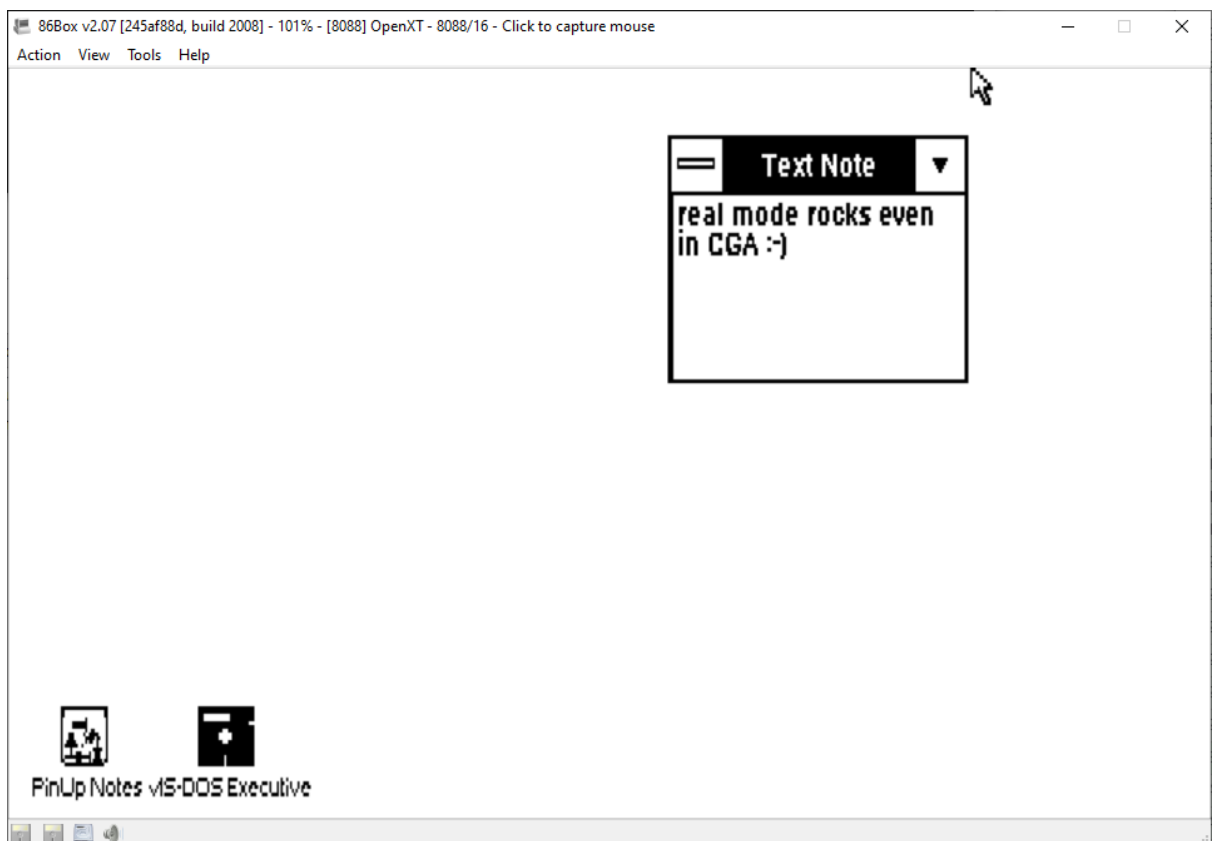 86Box v2.07 [245af88d, build 2008] - 101% - [8088] OpenXT - 8088/16 - Click to capture mouse
Action View Tools Help
Text Note
real mode rocks even
in CGA :-)
PinUp Notes MS-DOS Executive